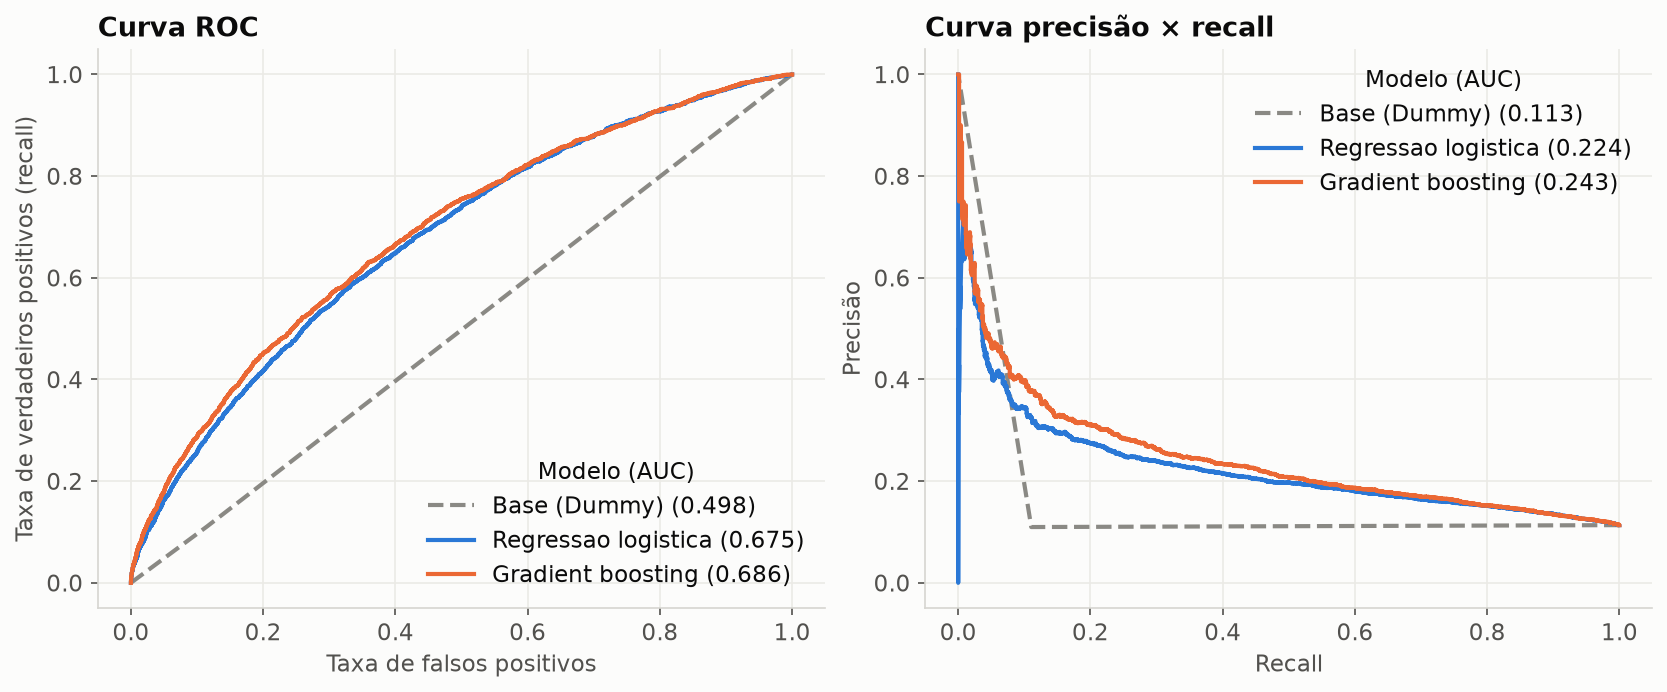 Curva ROC
Taxa de verdadeiros positivos (recall)
1.0
0.8
0.6
0.4
0.2
0.0
Modelo (AUC)
Base (Dummy) (0.498)
Regressao logistica (0.675)
Gradient boosting (0.686)
0.0 0.2 0.4 0.6 0.8 1.0
Taxa de falsos positivos
Curva precisão × recall
Precisão
1.0
0.8
0.6
0.4
0.2
0.0
Modelo (AUC)
Base (Dummy) (0.113)
Regressao logistica (0.224)
Gradient boosting (0.243)
0.0 0.2 0.4 0.6 0.8 1.0
Recall